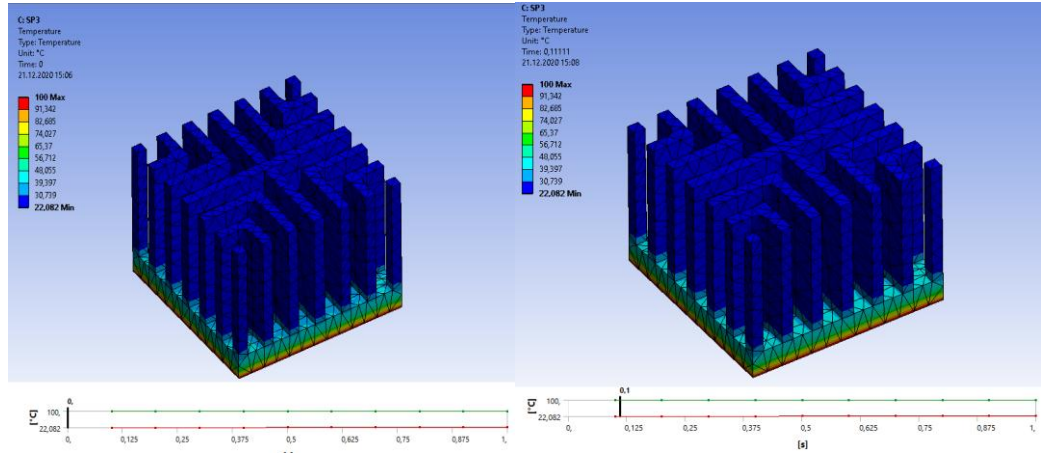 C: SP3
Temperature
Type: Temperature
Unit: °C
Time: 0
21.12.2020 15:06
100 Max
91,342
82,685
74,027
65,37
56,712
48,055
39,397
30,739
22,082 Min
0,
[°C]
100,
22,082
0, 0,125 0,25 0,375 0,5 0,625 0,75 0,875 1,
C: SP3
Temperature
Type: Temperature
Unit: °C
Time: 0,11111
21.12.2020 15:08
100 Max
91,342
82,685
74,027
65,37
56,712
48,055
39,397
30,739
22,082 Min
0,1
[°C]
100,
22,082
0, 0,125 0,25 0,375 0,5 0,625 0,75 0,875 1,
[s]